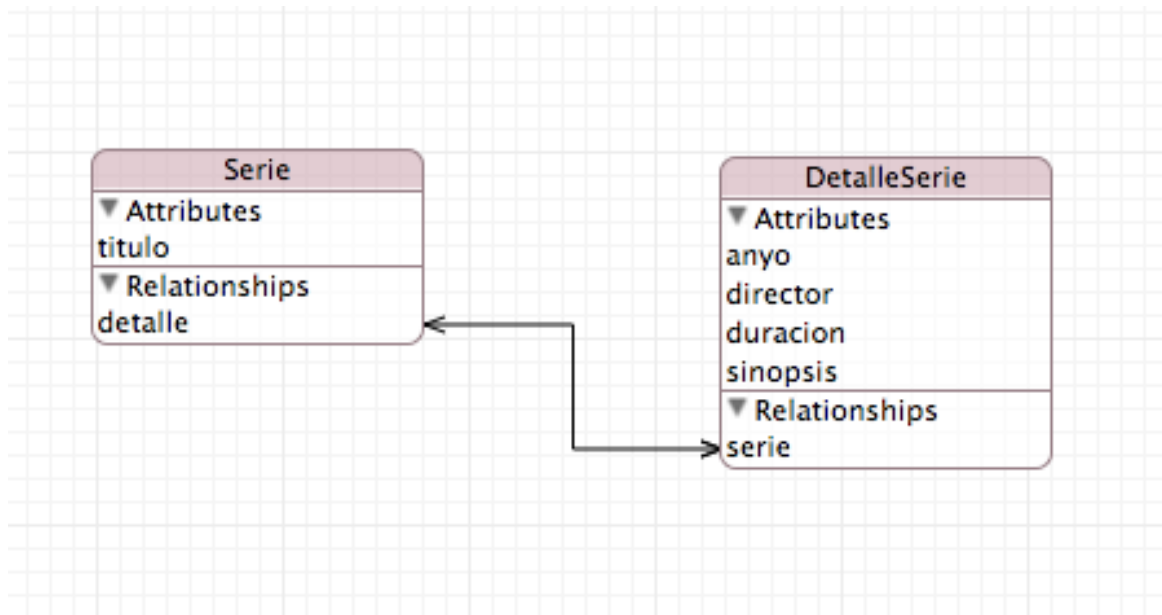 Serie
Attributes
titulo
Relationships
detalle
DetalleSerie
Attributes
anyo
director
duracion
sinopsis
Relationships
serie